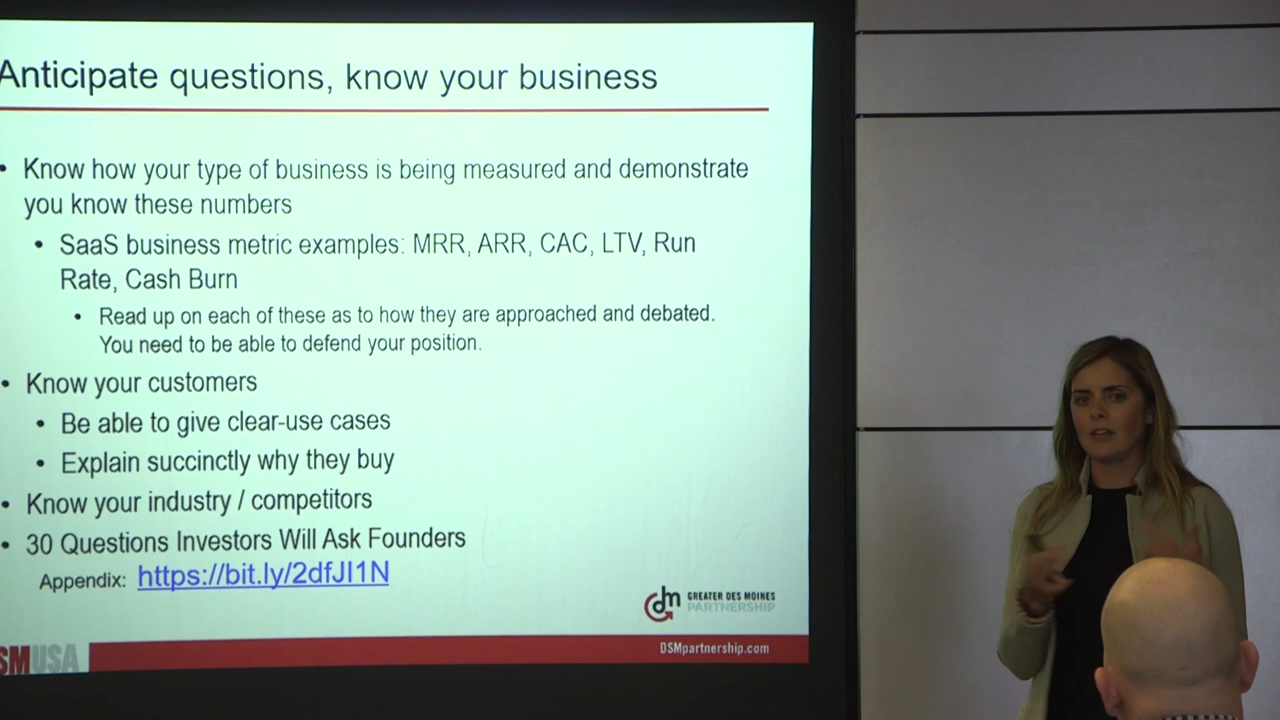 Anticipate questions, know your business
• Know how your type of business is being measured and demonstrate
you know these numbers
• SaaS business metric examples: MRR, ARR, CAC, LTV, Run
Rate, Cash Burn
• Read up on each of these as to how they are approached and debated.
You need to be able to defend your position.
• Know your customers
• Be able to give clear-use cases
• Explain succinctly why they buy
• Know your industry / competitors
• 30 Questions Investors Will Ask Founders
Appendix: https://bit.ly/2dfJI1N
dm GREATER DES MOINES
PARTNERSHIP
SMUSA
DSMpartnership.com